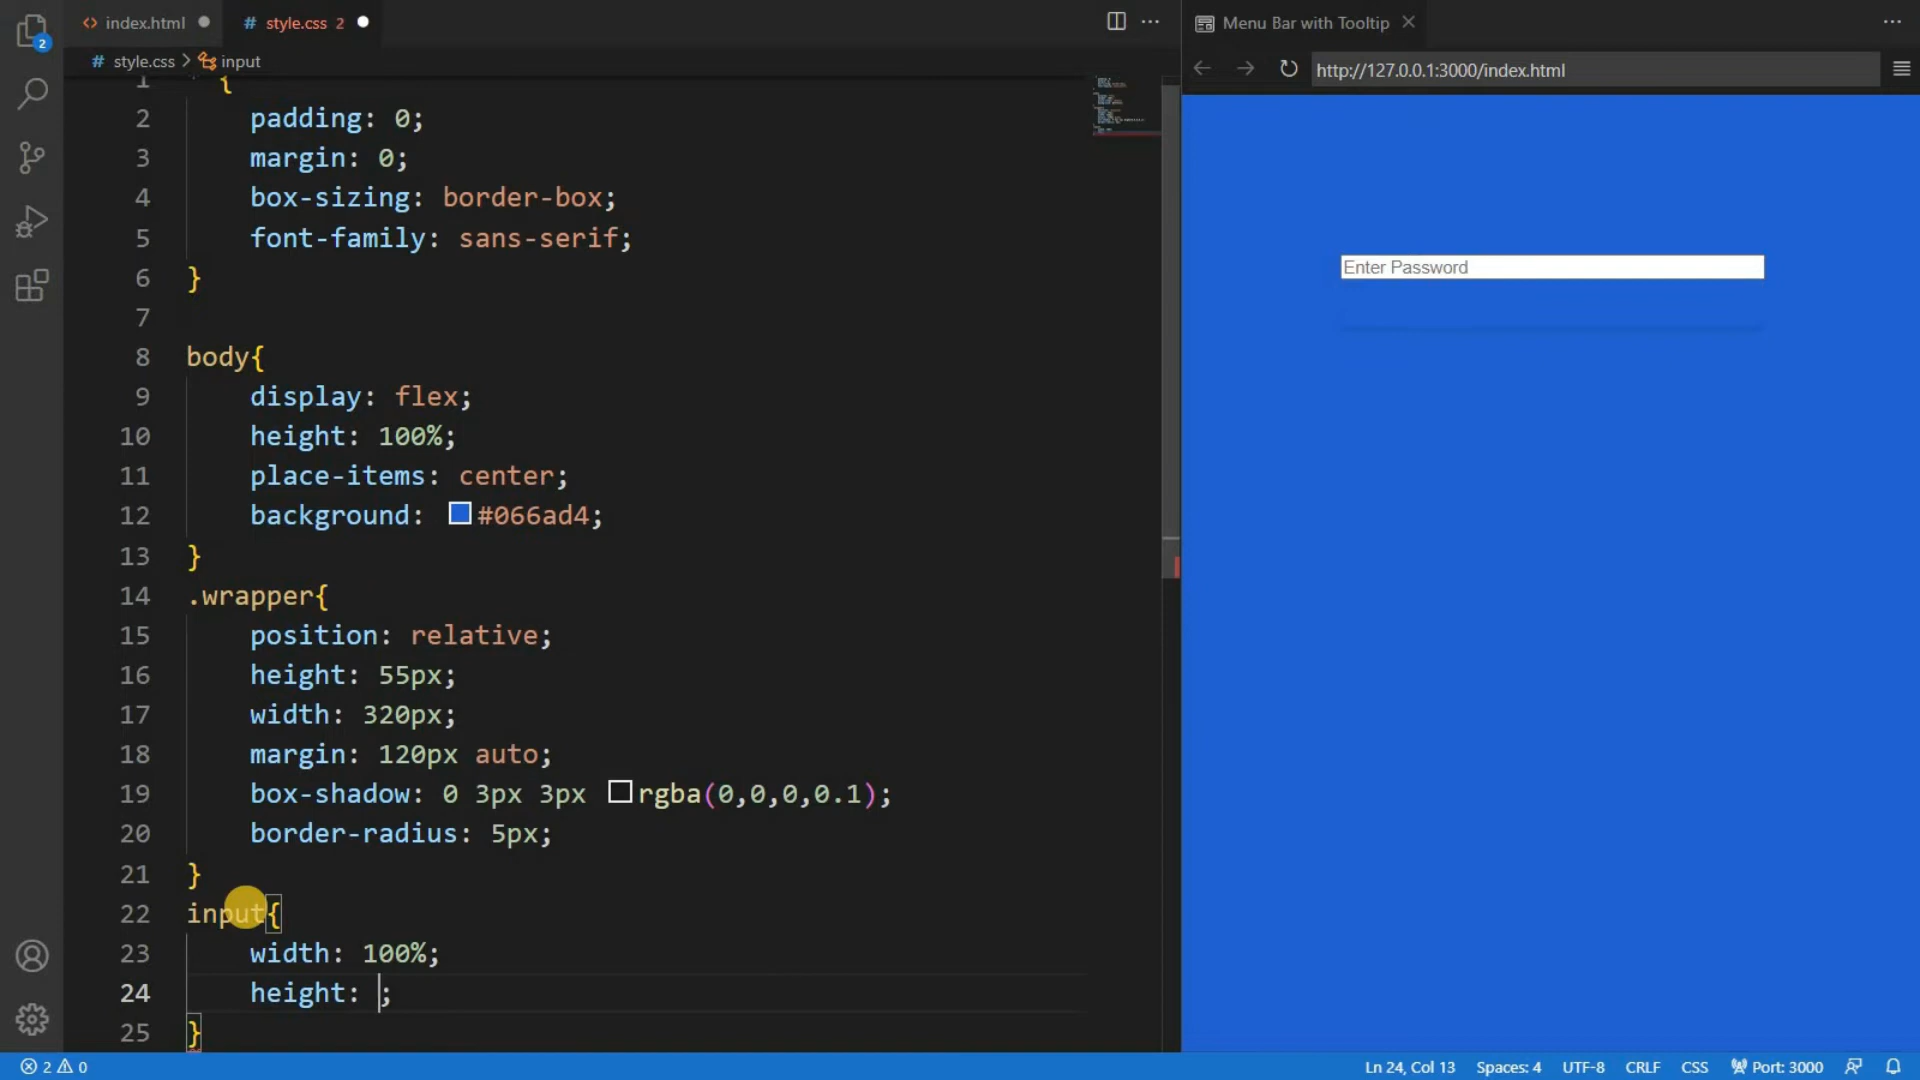 index.html
style.css 2
Menu Bar with Tooltip
style.css > input
http://127.0.0.1:3000/index.html
1 {
2 padding: 0;
3 margin: 0;
4 box-sizing: border-box;
5 font-family: sans-serif;
6 }
7
8 body{
9 display: flex;
10 height: 100%;
11 place-items: center;
12 background: #066ad4;
13 }
14 .wrapper{
15 position: relative;
16 height: 55px;
17 width: 320px;
18 margin: 120px auto;
19 box-shadow: 0 3px 3px rgba(0,0,0,0.1);
20 border-radius: 5px;
21 }
22 input{
23 width: 100%;
24 height: ;
25 }
Enter Password
2
2 0
Ln 24, Col 13 Spaces: 4 UTF-8 CRLF CSS Port: 3000